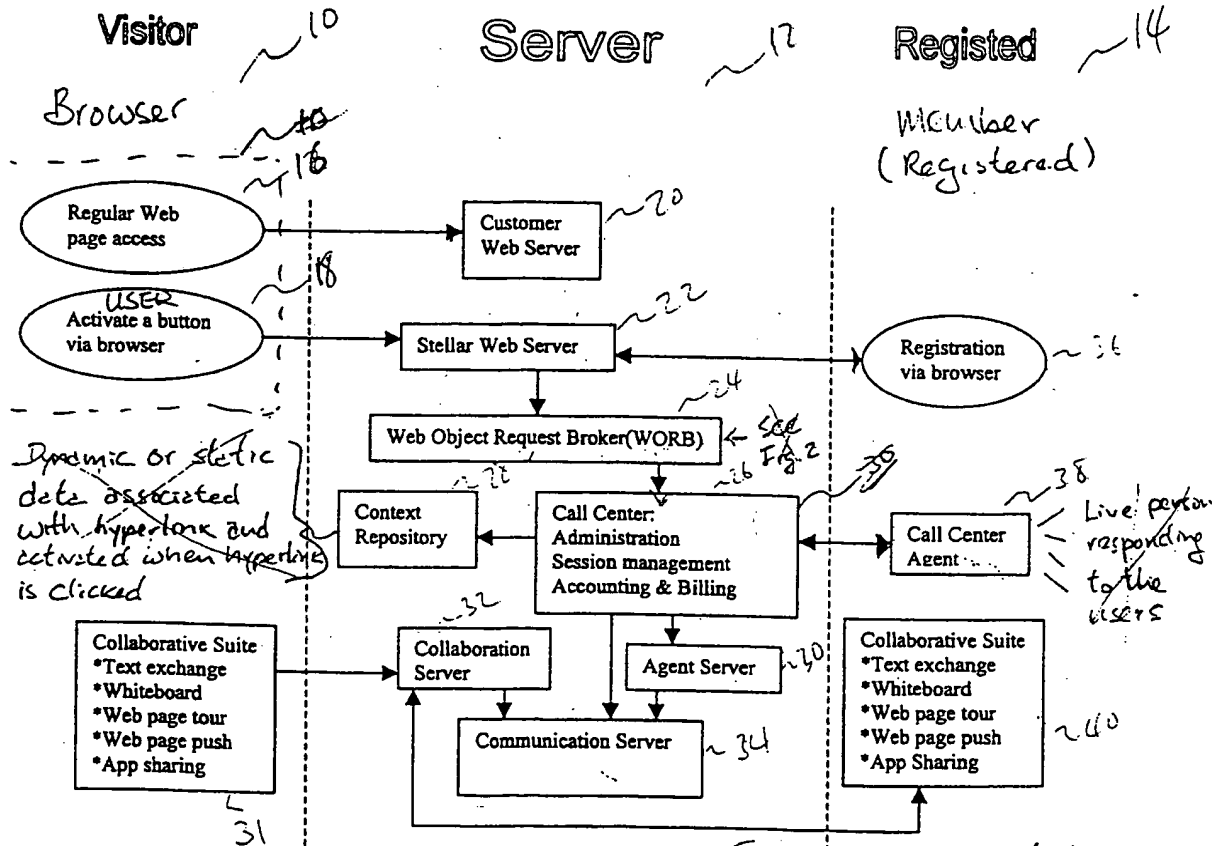 Visitor
10
Server
12
Registed
14
Browser
10
Member
(Registered)
16
Regular Web
page access
Customer
Web Server
20
18
USER
Activate a button
via browser
Stellar Web Server
22
Registration
via browser
36
24
Web Object Request Broker(WORB)
← see
Fig. 2
Dynamic or static
data associated
with hyperlink and
activated when hyperlink
is clicked
Context
Repository
26
Call Center:
Administration
Session management
Accounting & Billing
30
Call Center
Agent
38
Live person
responding
to the
users
32
Collaboration
Server
Agent Server
30
Communication Server
34
Collaborative Suite
*Text exchange
*Whiteboard
*Web page tour
*Web page push
*App sharing
31
Collaborative Suite
*Text exchange
*Whiteboard
*Web page tour
*Web page push
*App Sharing
40